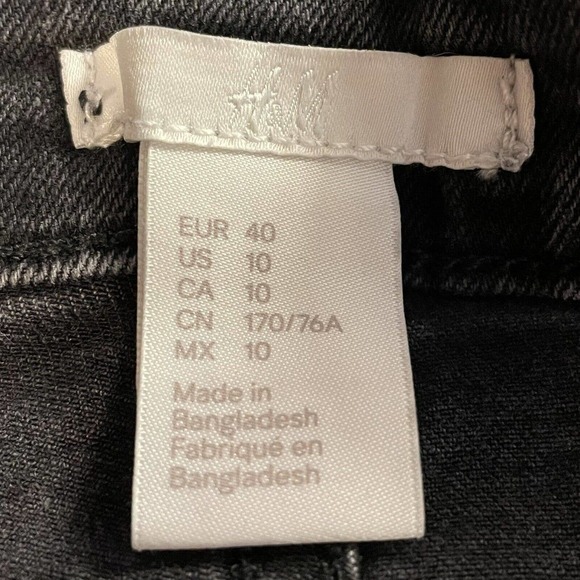 H&M
EUR 40
US 10
CA 10
CN 170/76A
MX 10
Made in
Bangladesh
Fabriqué en
Bangladesh